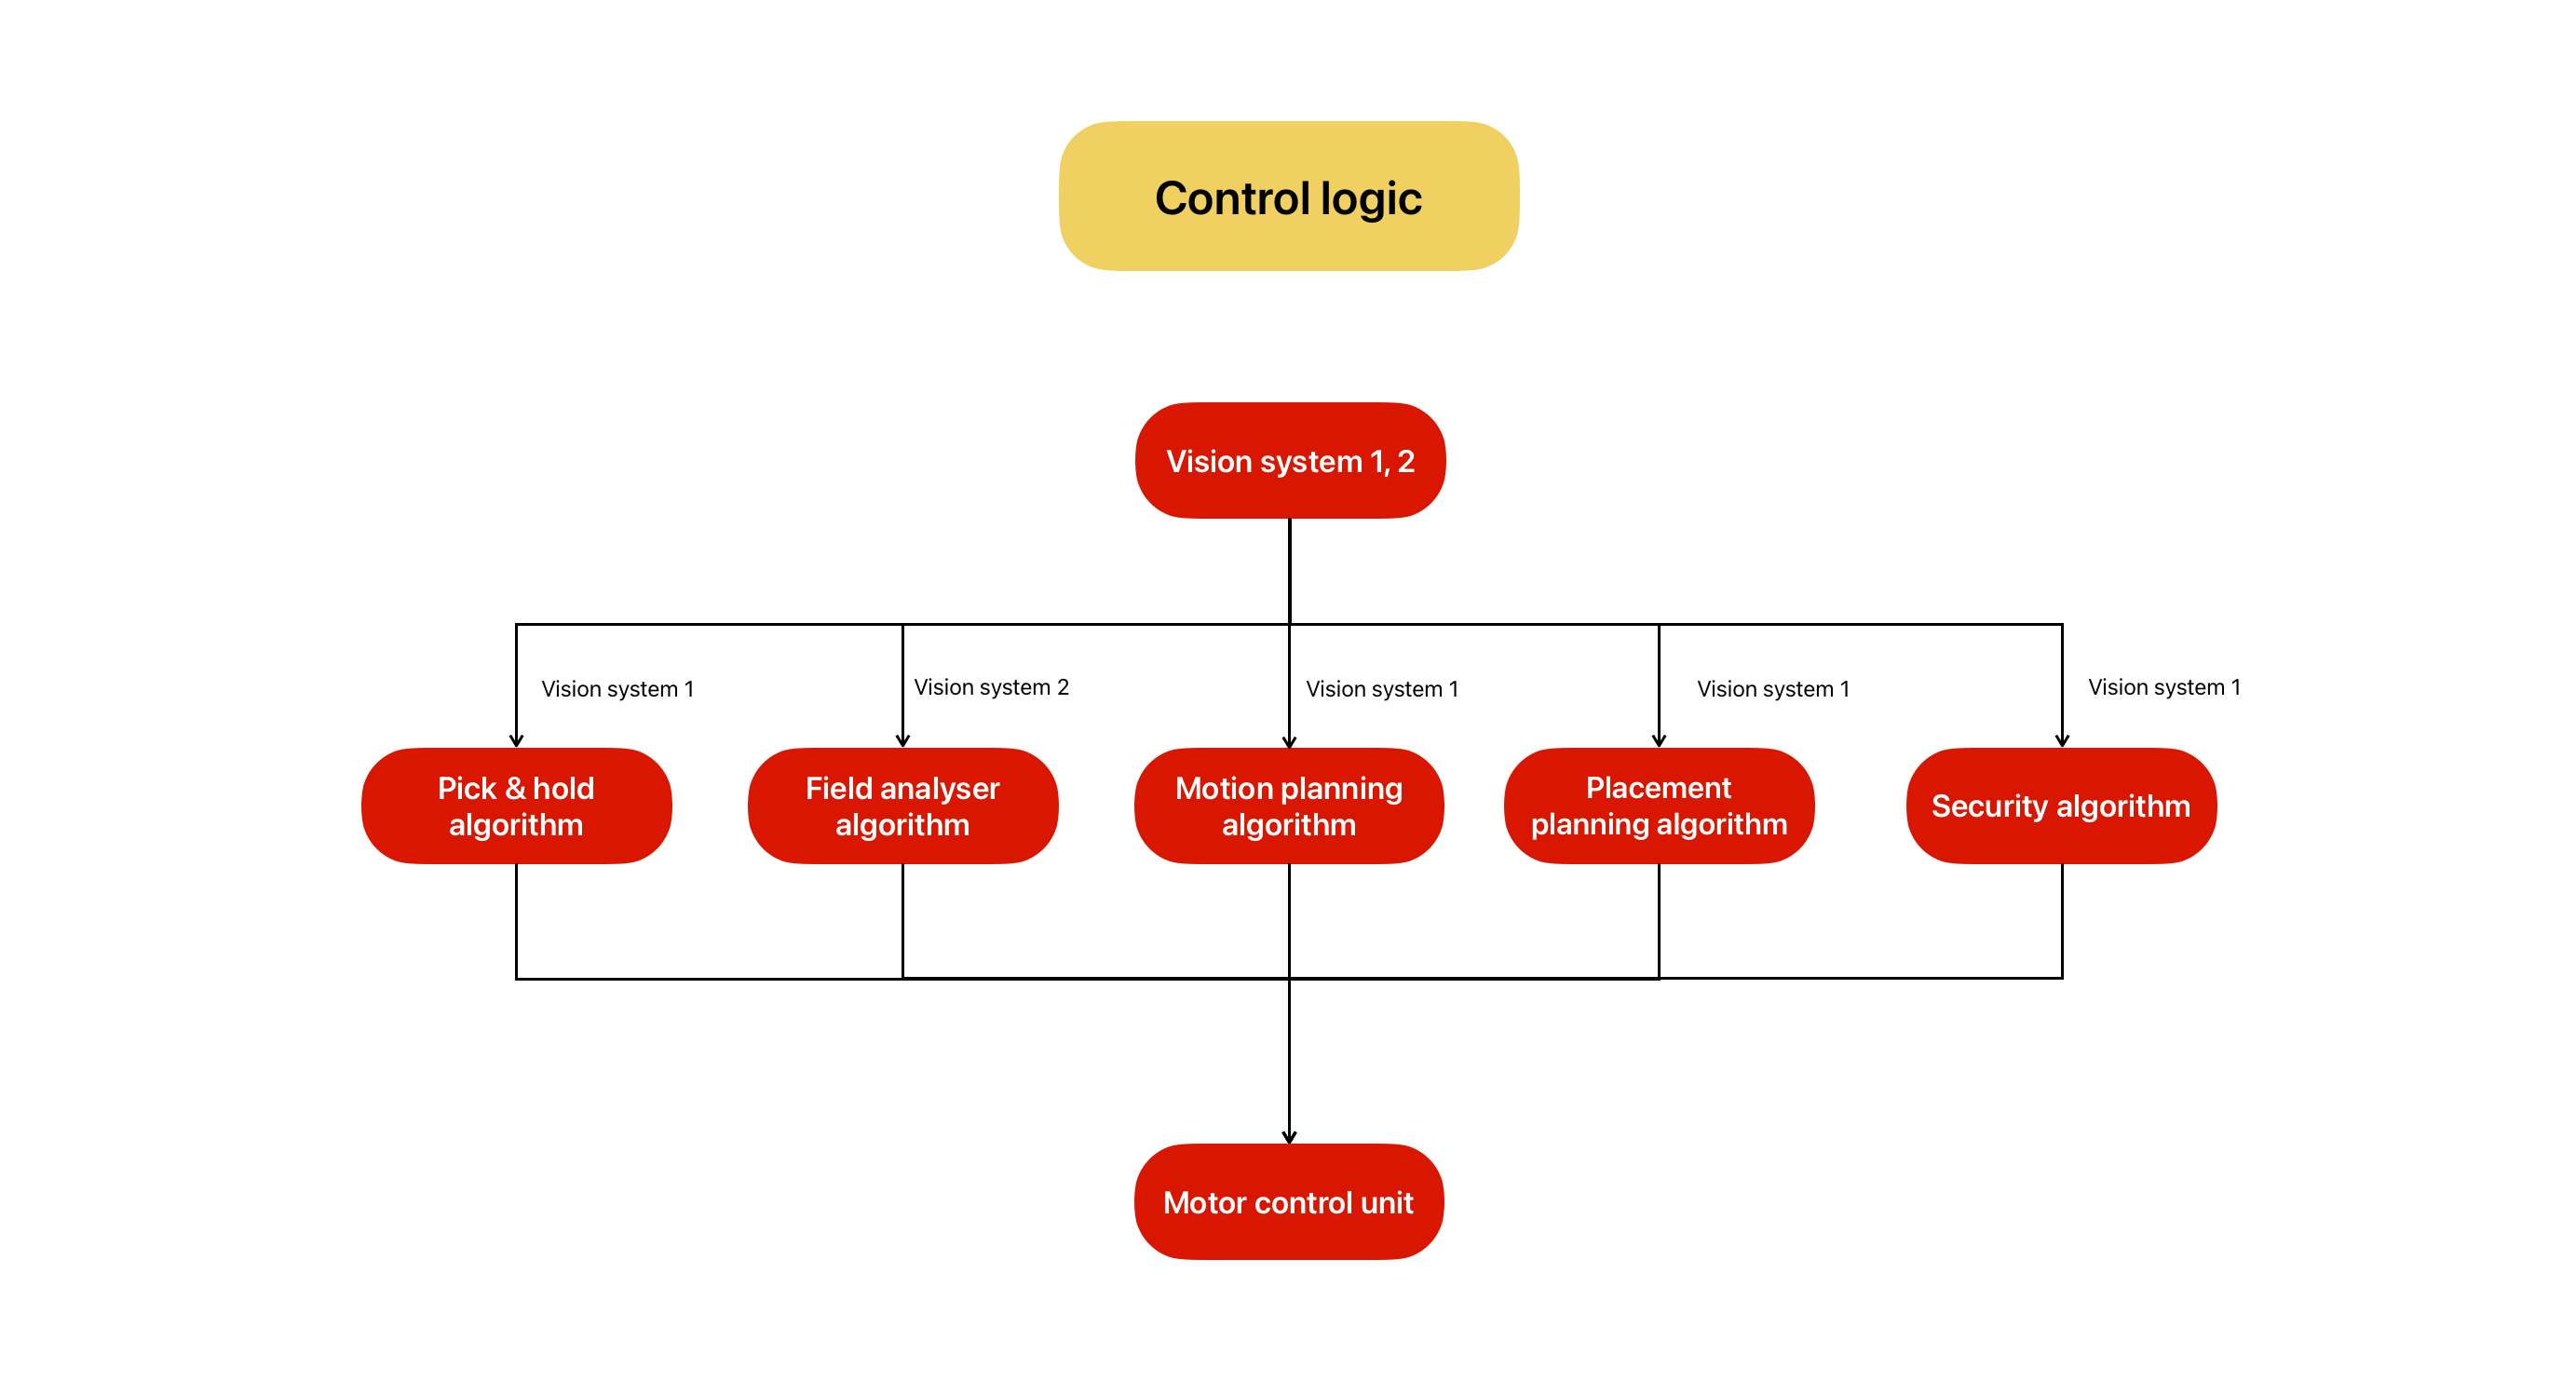 Control logic
Vision system 1, 2
Vision system 1
Vision system 2
Vision system 1
Vision system 1
Vision system 1
Pick & hold
algorithm
Field analyser
algorithm
Motion planning
algorithm
Placement
planning algorithm
Security algorithm
Motor control unit